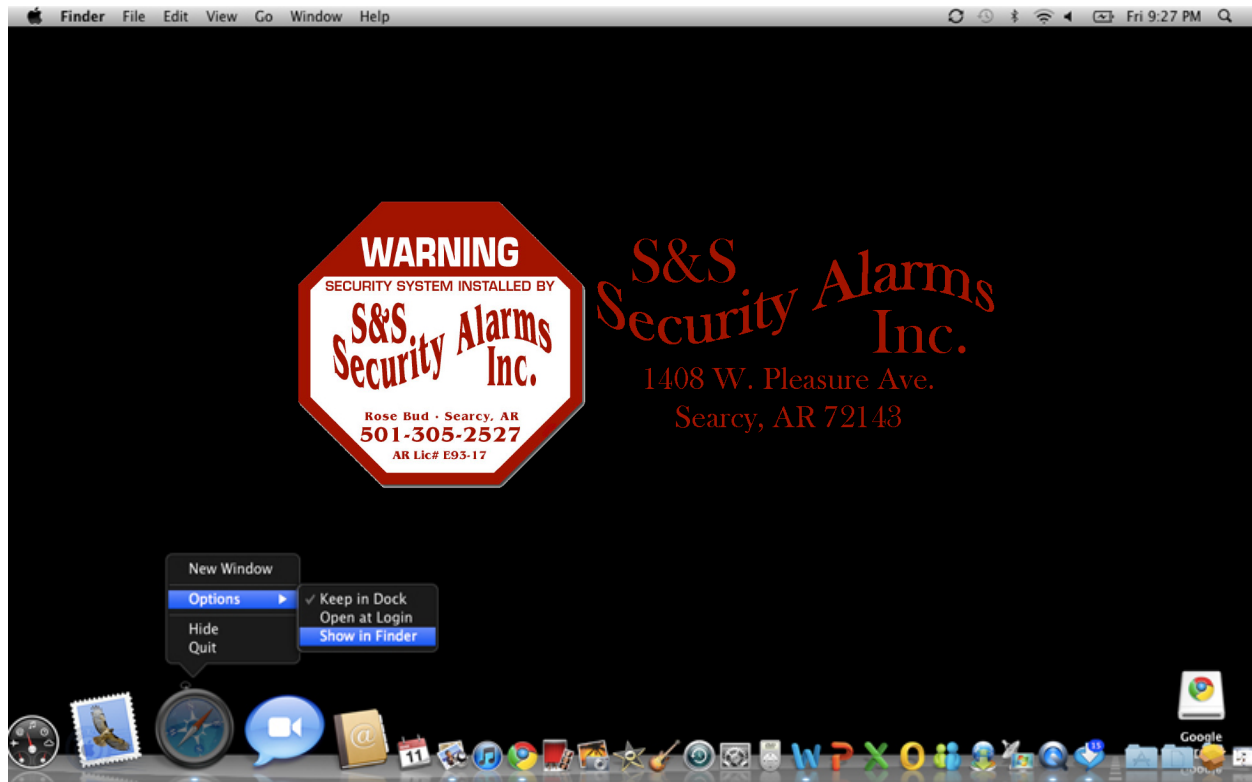 Finder File Edit View Go Window Help Fri 9:27 PM
WARNING
SECURITY SYSTEM INSTALLED BY
S&S
Security Alarms
Inc.
Rose Bud · Searcy, AR
501-305-2527
AR Lic# E93-17
S&S
Security Alarms
Inc.
1408 W. Pleasure Ave.
Searcy, AR 72143
New Window
Options
Hide
Quit
✓ Keep in Dock
Open at Login
Show in Finder
11
15
Google